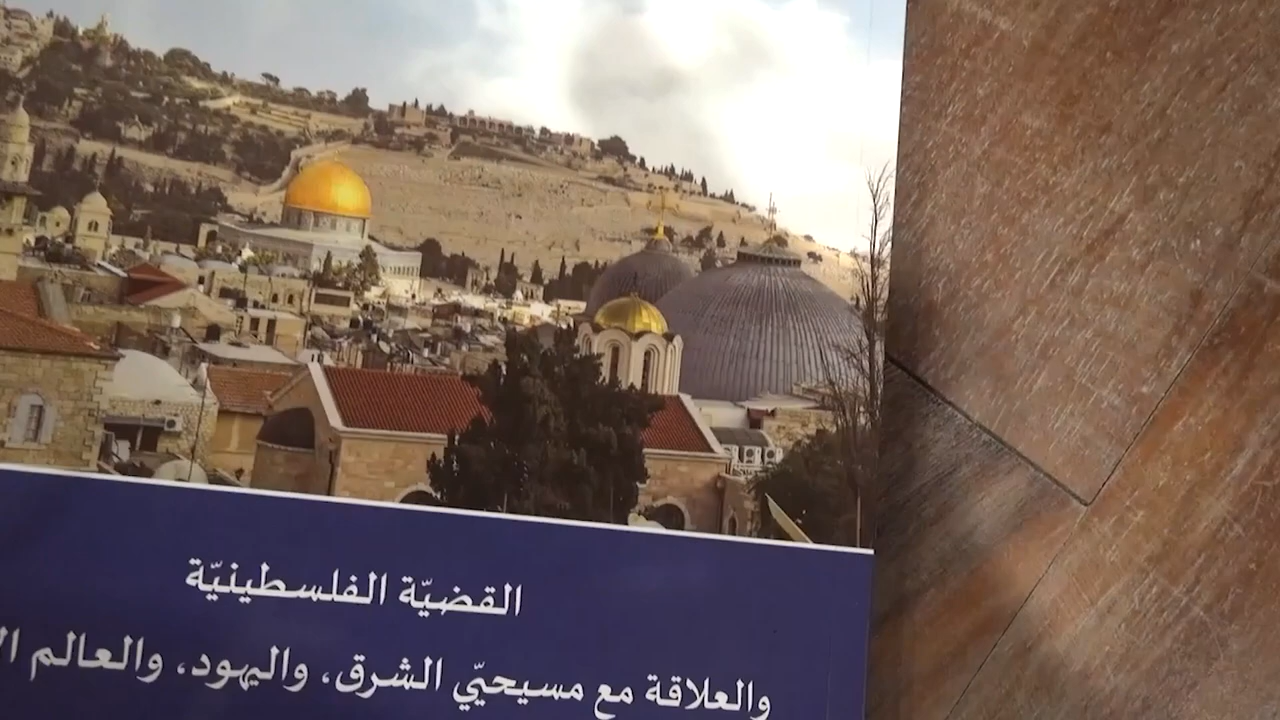 القضيّة الفلسطينيّة
والعلاقة مع مسيحيّي الشرق، واليهود، والعالم